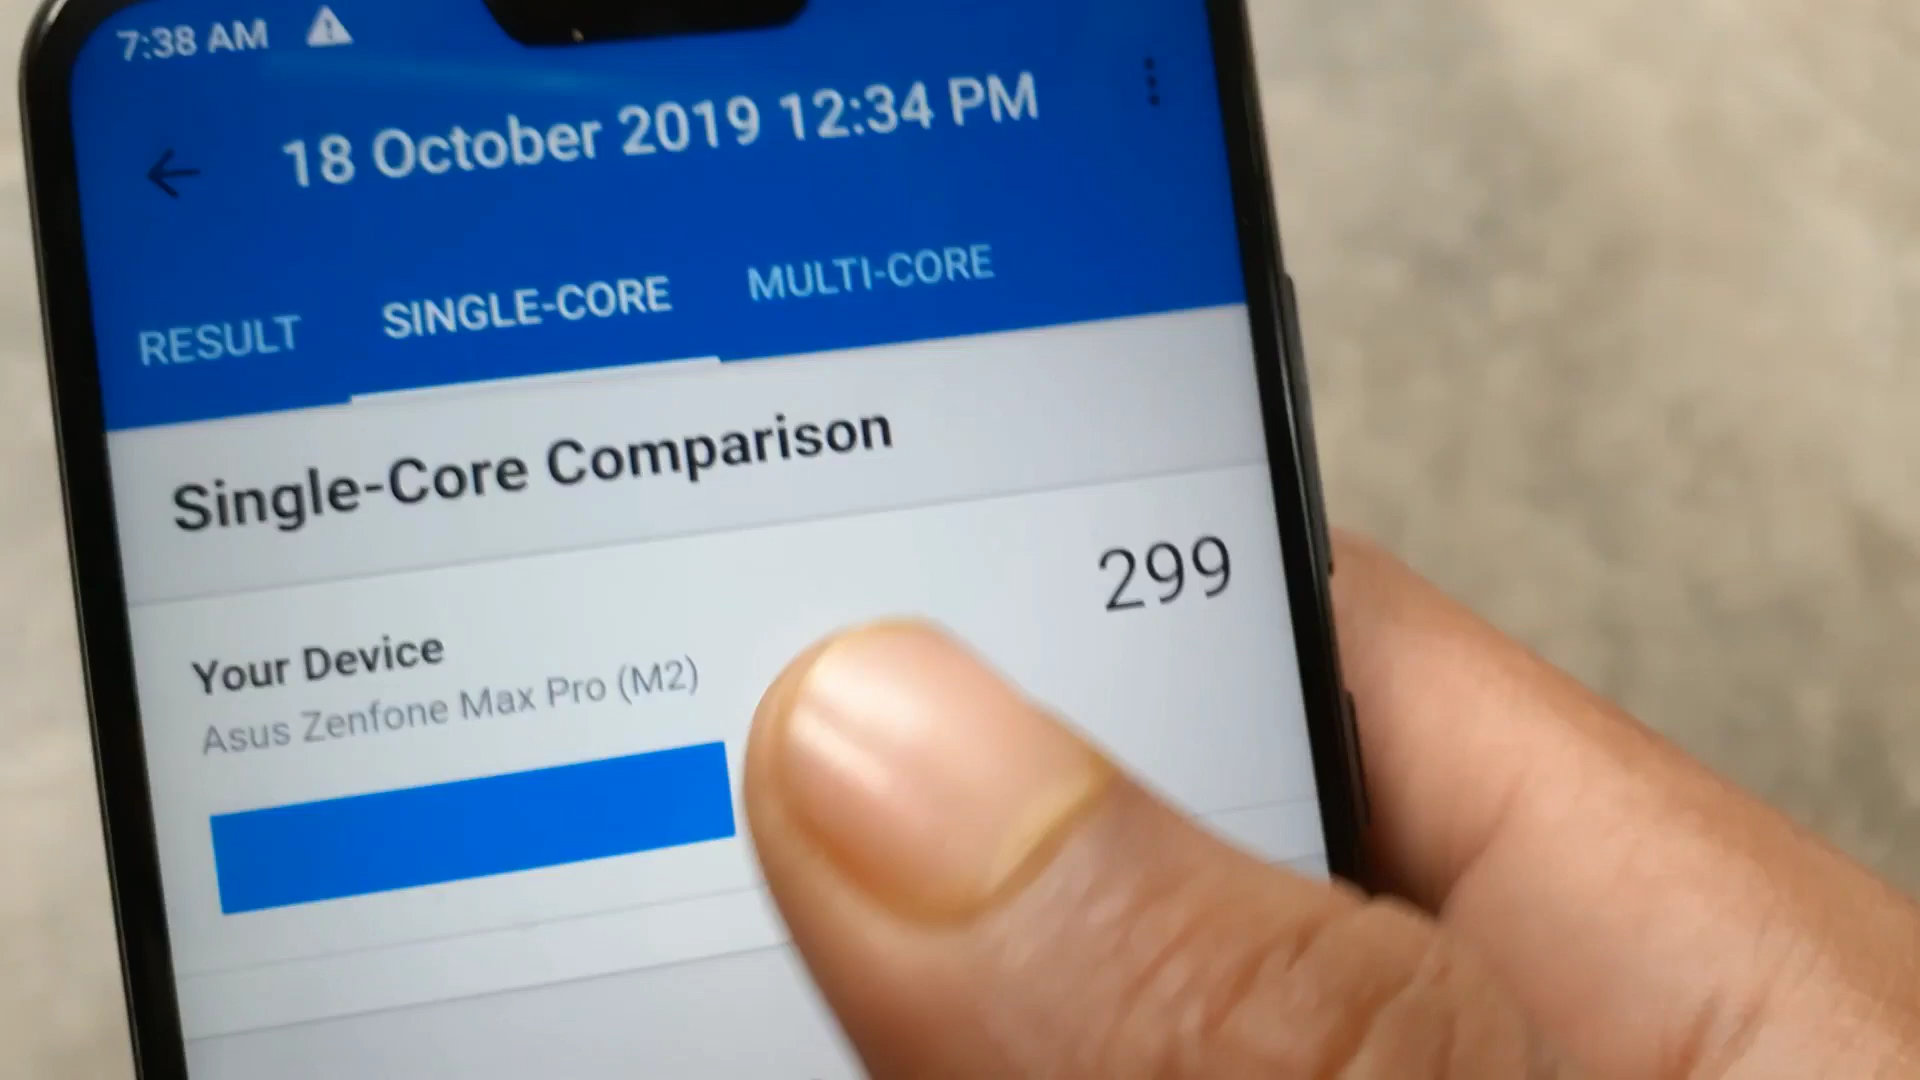 7:38 AM
18 October 2019 12:34 PM
RESULT SINGLE-CORE MULTI-CORE
Single-Core Comparison
299
Your Device
Asus Zenfone Max Pro (M2)